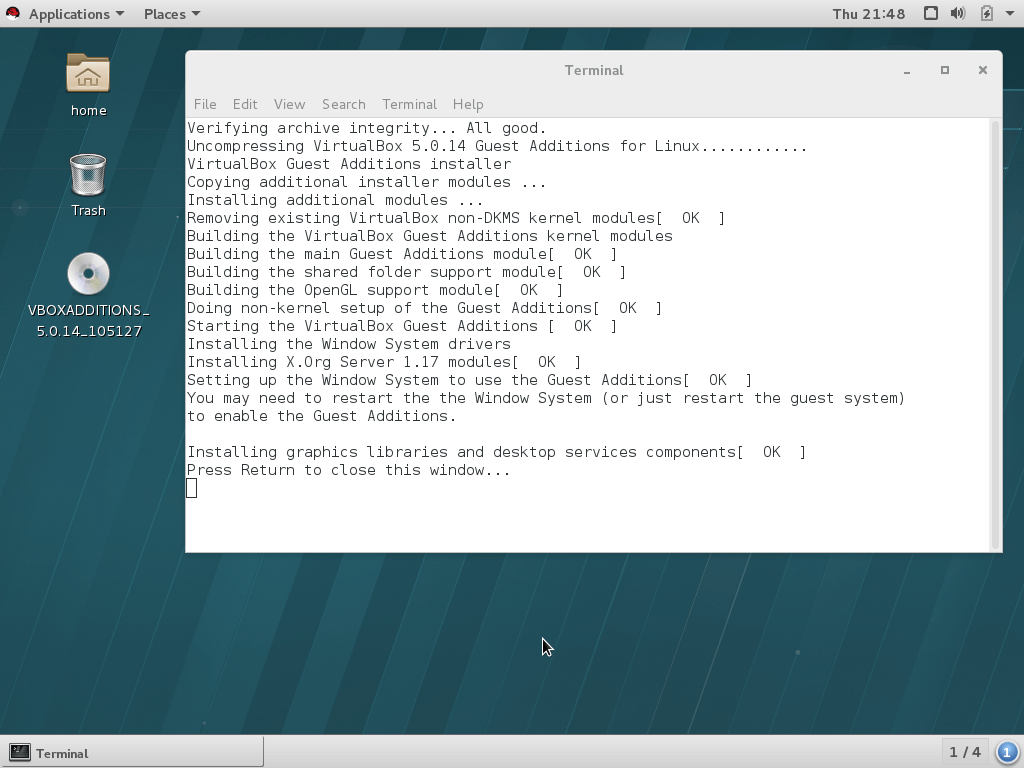 Applications Places Thu 21:48
home
Trash
VBOXADDITIONS_
5.0.14_105127
Terminal
File Edit View Search Terminal Help
Verifying archive integrity... All good.
Uncompressing VirtualBox 5.0.14 Guest Additions for Linux............
VirtualBox Guest Additions installer
Copying additional installer modules ...
Installing additional modules ...
Removing existing VirtualBox non-DKMS kernel modules[  OK  ]
Building the VirtualBox Guest Additions kernel modules
Building the main Guest Additions module[  OK  ]
Building the shared folder support module[  OK  ]
Building the OpenGL support module[  OK  ]
Doing non-kernel setup of the Guest Additions[  OK  ]
Starting the VirtualBox Guest Additions [  OK  ]
Installing the Window System drivers
Installing X.Org Server 1.17 modules[  OK  ]
Setting up the Window System to use the Guest Additions[  OK  ]
You may need to restart the the Window System (or just restart the guest system)
to enable the Guest Additions.
Installing graphics libraries and desktop services components[  OK  ]
Press Return to close this window...
Terminal 1 / 4 1